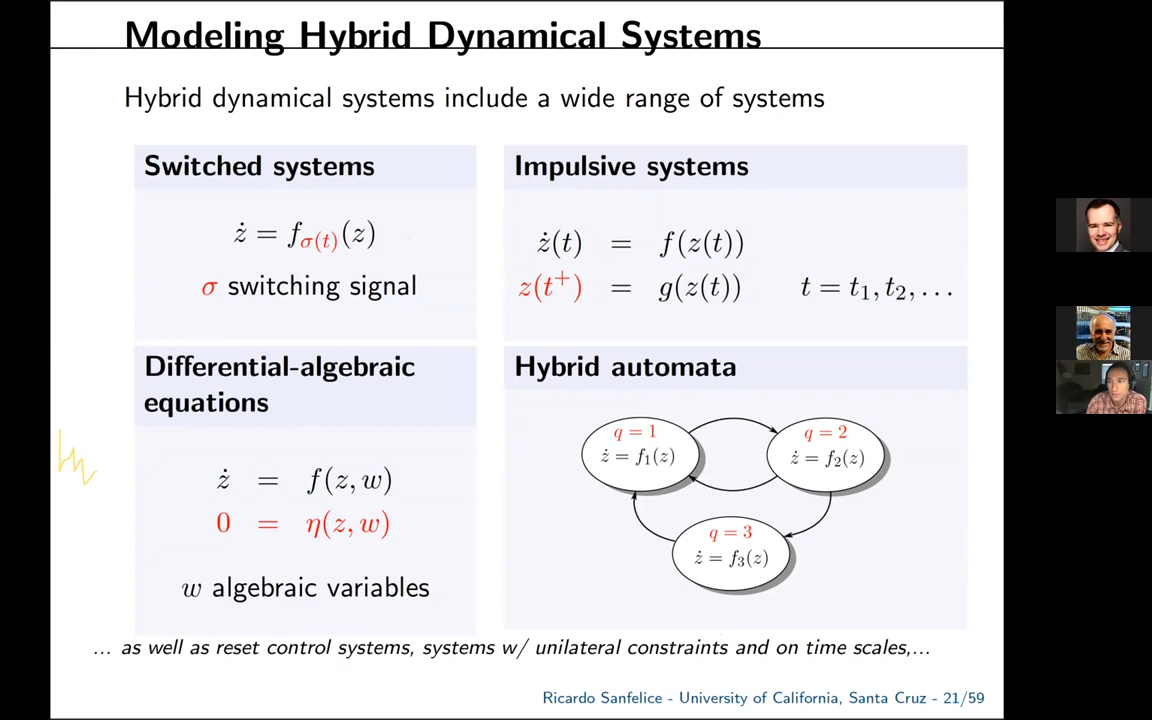 Modeling Hybrid Dynamical Systems
Hybrid dynamical systems include a wide range of systems
Switched systems
ż = f_σ(t)(z)
σ switching signal
Impulsive systems
ż(t) = f(z(t))
z(t⁺) = g(z(t)) t = t₁, t₂, …
Differential-algebraic
equations
ż = f(z, w)
0 = η(z, w)
w algebraic variables
Hybrid automata
q = 1
ż = f₁(z)
q = 2
ż = f₂(z)
q = 3
ż = f₃(z)
... as well as reset control systems, systems w/ unilateral constraints and on time scales,...
Ricardo Sanfelice - University of California, Santa Cruz - 21/59